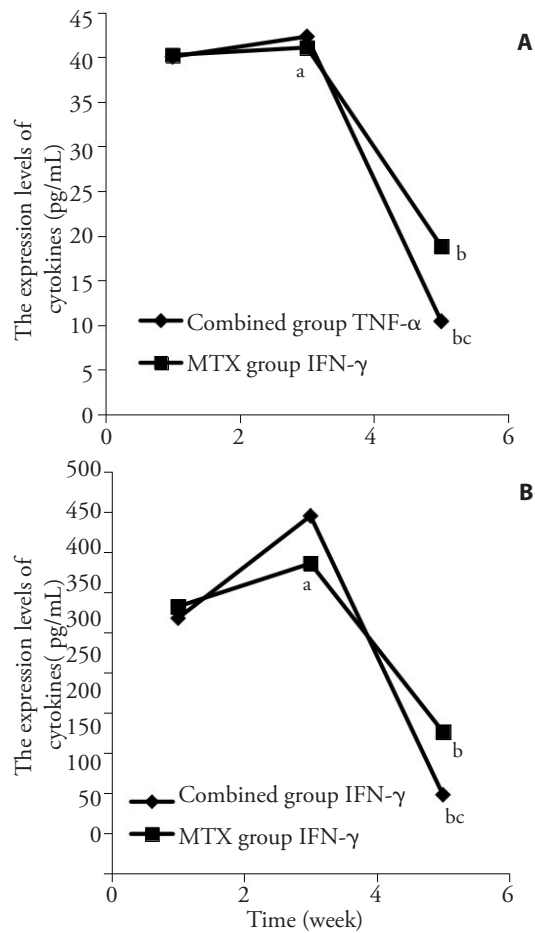 A
The expression levels of
cytokines (pg/mL)
45
40
35
30
25
20
15
10
5
0
a
b
bc
Combined group TNF-α
MTX group IFN-γ
0 2 4 6
B
The expression levels of
cytokines( pg/mL)
500
450
400
350
300
250
200
150
100
50
0
a
b
bc
Combined group IFN-γ
MTX group IFN-γ
0 2 4 6
Time (week)